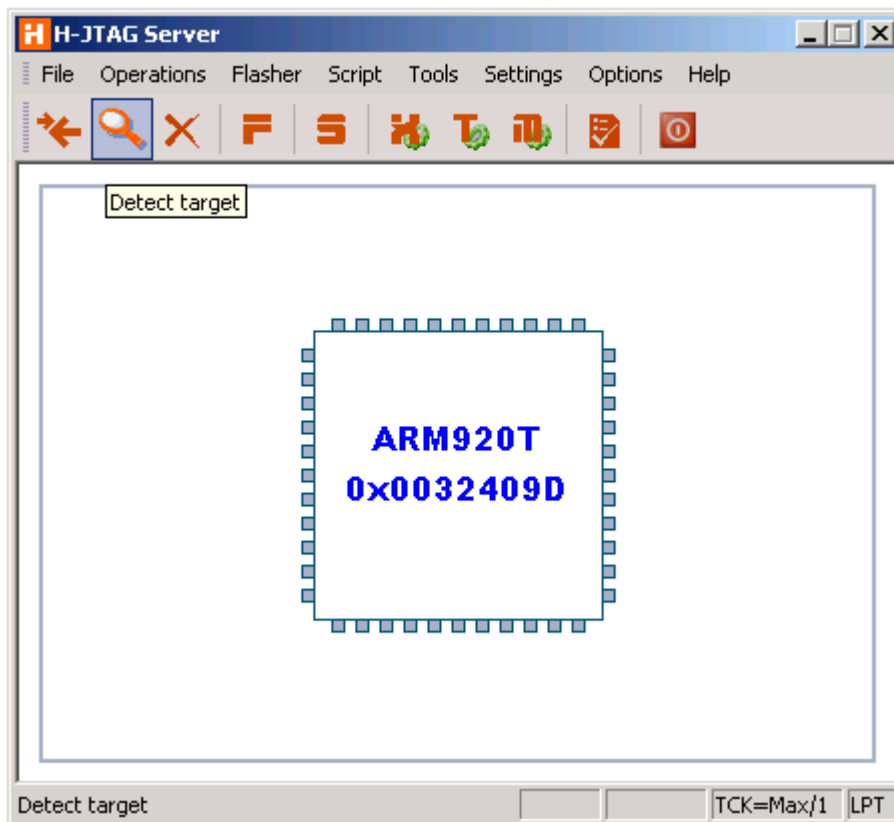 H-JTAG Server
File Operations Flasher Script Tools Settings Options Help
Detect target
ARM920T
0x0032409D
Detect target TCK=Max/1 LPT